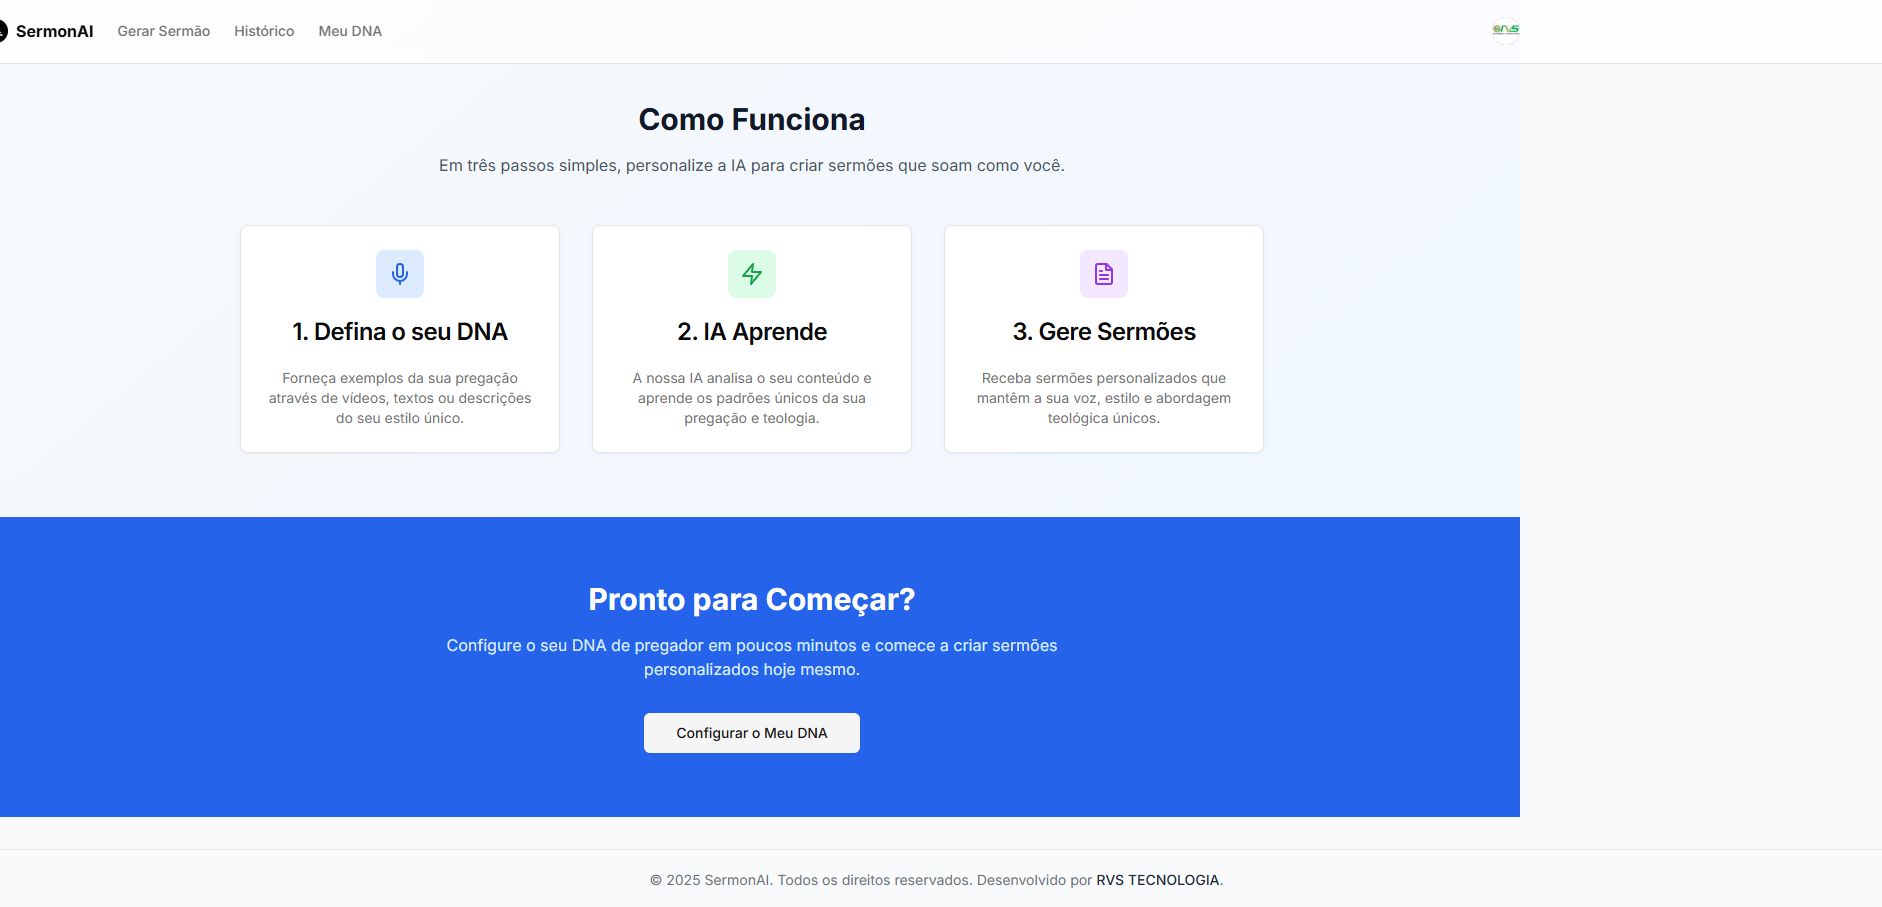 SermonAI
Gerar Sermão
Histórico
Meu DNA
Como Funciona
Em três passos simples, personalize a IA para criar sermões que soam como você.
1. Defina o seu DNA
Forneça exemplos da sua pregação
através de vídeos, textos ou descrições
do seu estilo único.
2. IA Aprende
A nossa IA analisa o seu conteúdo e
aprende os padrões únicos da sua
pregação e teologia.
3. Gere Sermões
Receba sermões personalizados que
mantêm a sua voz, estilo e abordagem
teológica únicos.
Pronto para Começar?
Configure o seu DNA de pregador em poucos minutos e comece a criar sermões
personalizados hoje mesmo.
Configurar o Meu DNA
© 2025 SermonAI. Todos os direitos reservados. Desenvolvido por RVS TECNOLOGIA.